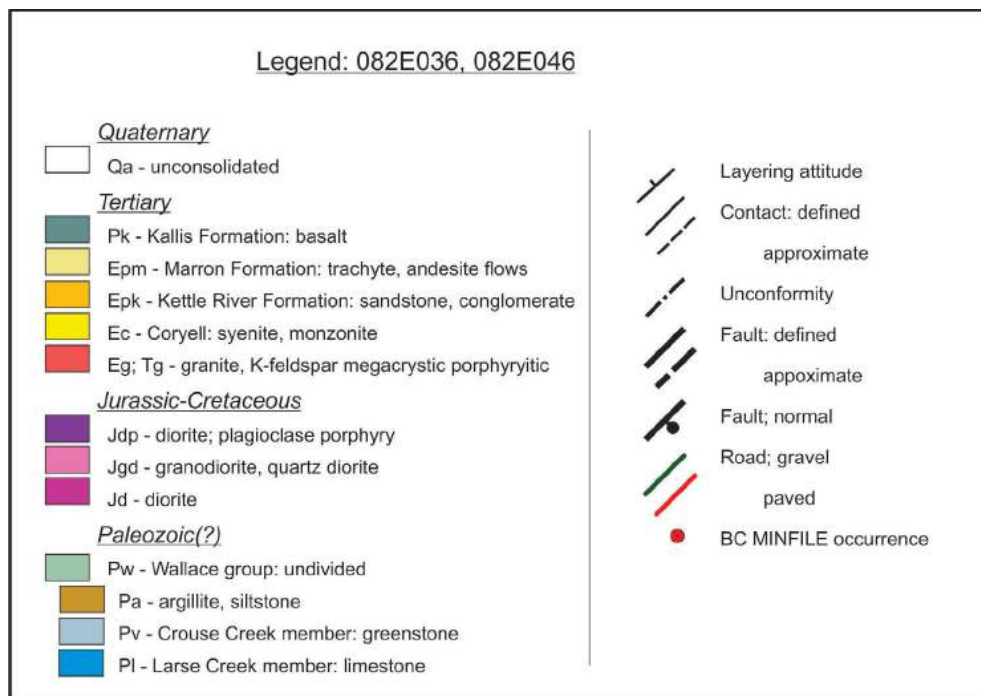 Legend: 082E036, 082E046
Quaternary
Qa - unconsolidated
Tertiary
Pk - Kallis Formation: basalt
Epm - Marron Formation: trachyte, andesite flows
Epk - Kettle River Formation: sandstone, conglomerate
Ec - Coryell: syenite, monzonite
Eg; Tg - granite, K-feldspar megacrystic porphyryitic
Jurassic-Cretaceous
Jdp - diorite; plagioclase porphyry
Jgd - granodiorite, quartz diorite
Jd - diorite
Paleozoic(?)
Pw - Wallace group: undivided
Pa - argillite, siltstone
Pv - Crouse Creek member: greenstone
Pl - Larse Creek member: limestone
Layering attitude
Contact: defined
approximate
Unconformity
Fault: defined
appoximate
Fault; normal
Road; gravel
paved
BC MINFILE occurrence